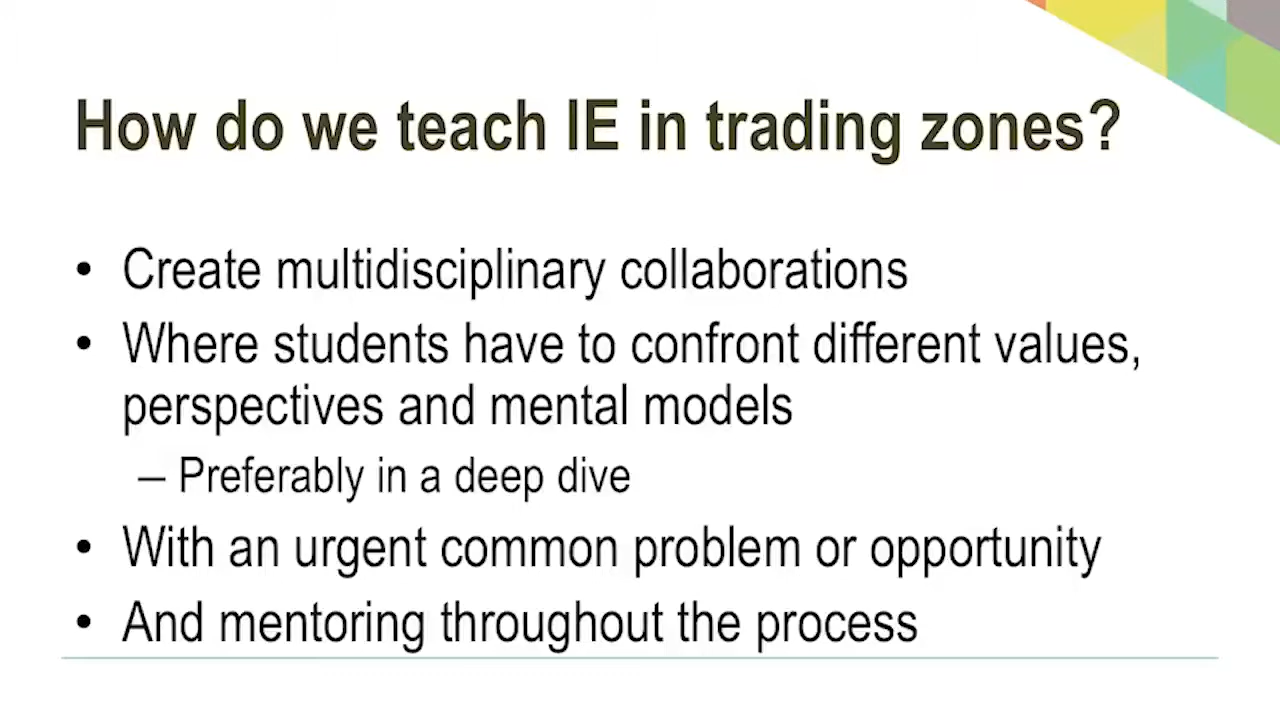 How do we teach IE in trading zones?
• Create multidisciplinary collaborations
• Where students have to confront different values,
perspectives and mental models
– Preferably in a deep dive
• With an urgent common problem or opportunity
• And mentoring throughout the process